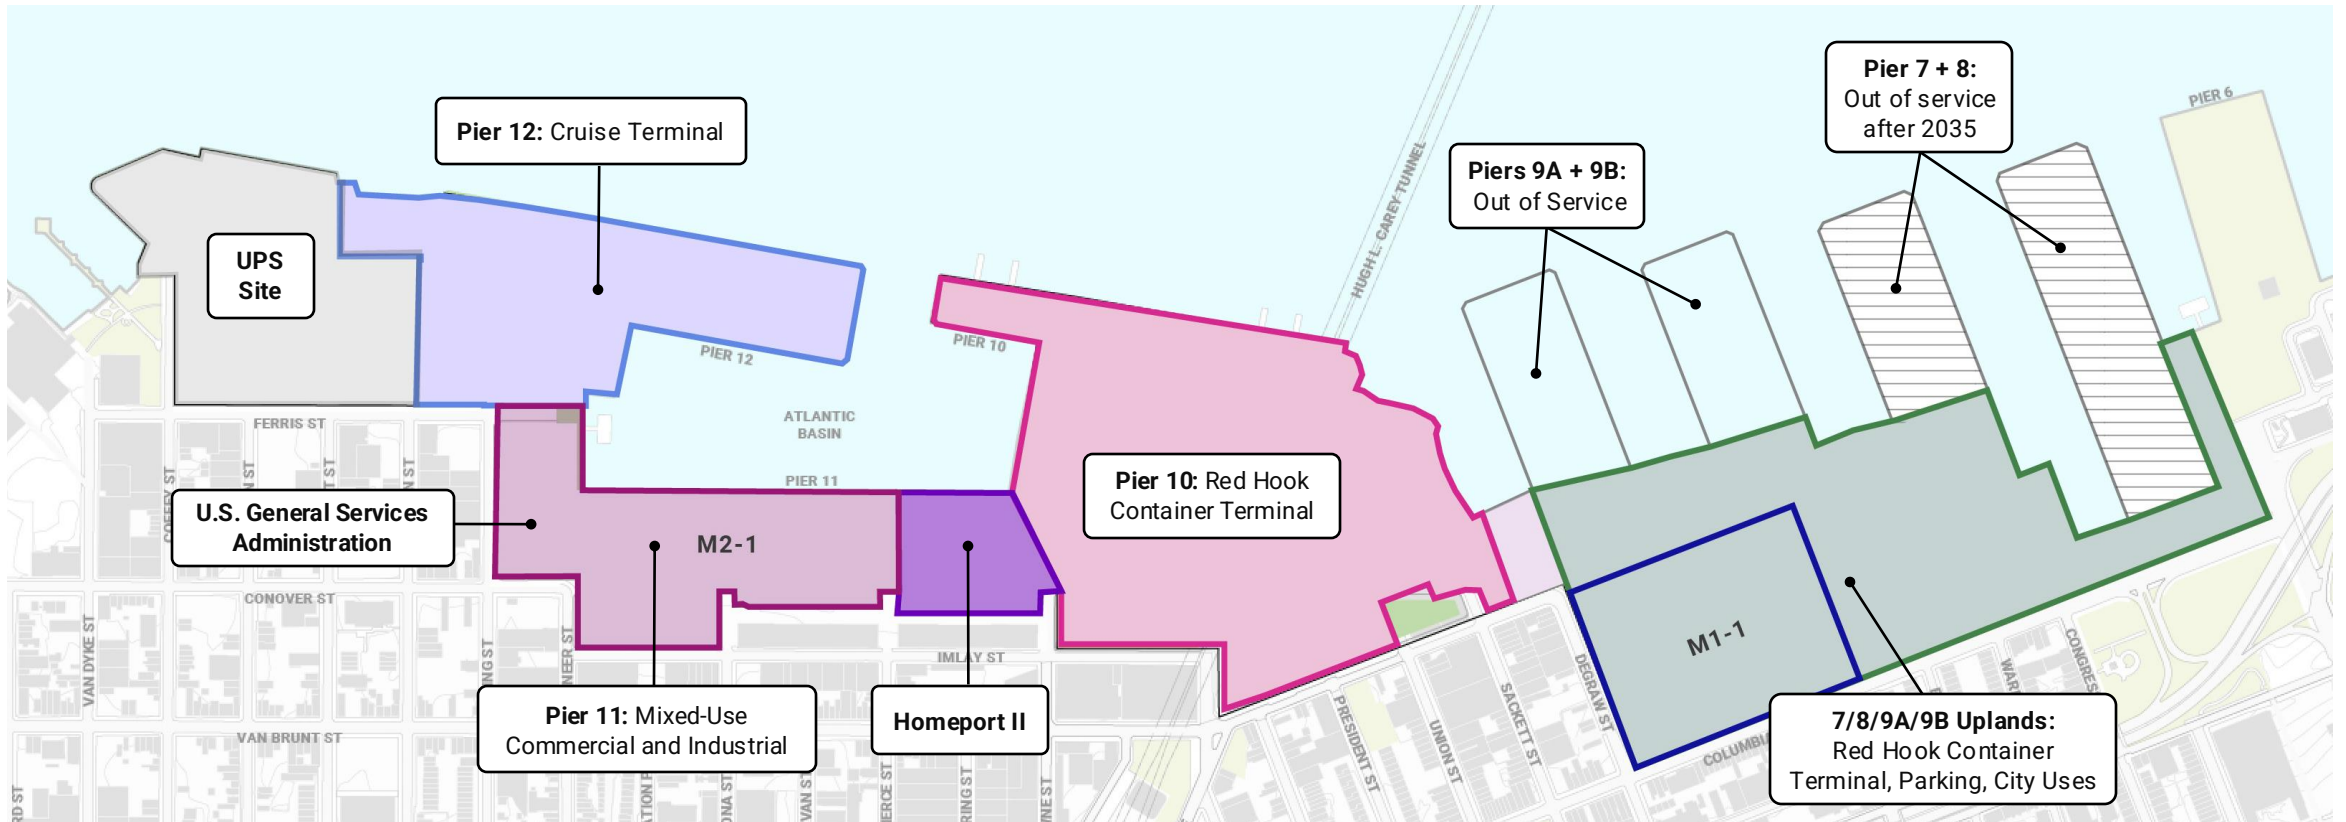 Pier 7 + 8:
Out of service
after 2035
PIER 6
Pier 12: Cruise Terminal
Piers 9A + 9B:
Out of Service
HUGH L. CAREY TUNNEL
UPS
Site
PIER 12
PIER 10
ATLANTIC
BASIN
FERRIS ST
PIER 11
Pier 10: Red Hook
Container Terminal
COFFEY ST
U.S. General Services
Administration
M2-1
CONOVER ST
VAN DYKE ST
IMLAY ST
M1-1
DEGRAW ST
SACKETT ST
UNION ST
PRESIDENT ST
Pier 11: Mixed-Use
Commercial and Industrial
Homeport II
7/8/9A/9B Uplands:
Red Hook Container
Terminal, Parking, City Uses
VAN BRUNT ST